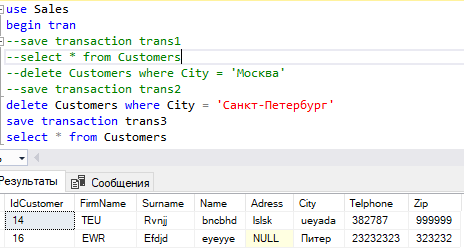 use Sales
begin tran
--save transaction trans1
--select * from Customers
--delete Customers where City = 'Москва'
--save transaction trans2
delete Customers where City = 'Санкт-Петербург'
save transaction trans3
select * from Customers
Результаты Сообщения
IdCustomer FirmName Surname Name Adress City Telphone Zip
14 TEU Rvnjj bncbhd lslsk ueyada 382787 999999
16 EWR Efdjd eyeyye NULL Питер 23232323 323232